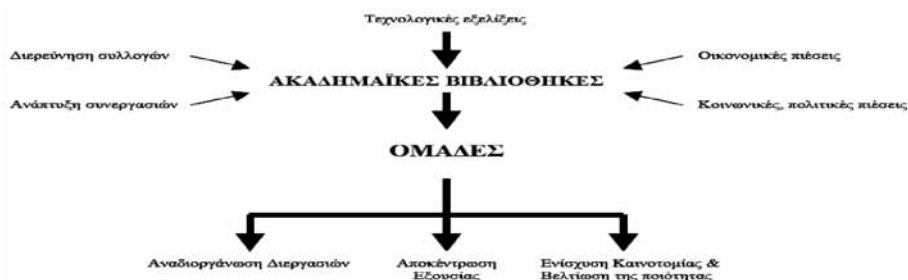 Τεχνολογικές εξελίξεις
Διερεύνηση συλλογών
Οικονομικές πιέσεις
ΑΚΑΔΗΜΑΪΚΕΣ ΒΙΒΛΙΟΘΗΚΕΣ
Ανάπτυξη συνεργασιών
Κοινωνικές, πολιτικές πιέσεις
ΟΜΑΔΕΣ
Αναδιοργάνωση Διεργασιών
Αποκέντρωση
Εξουσίας
Ενίσχυση Καινοτομίας &
Βελτίωση της ποιότητας